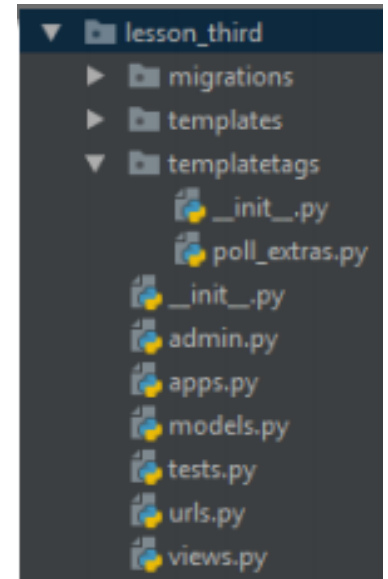 lesson_third
migrations
templates
templatetags
__init__.py
poll_extras.py
__init__.py
admin.py
apps.py
models.py
tests.py
urls.py
views.py